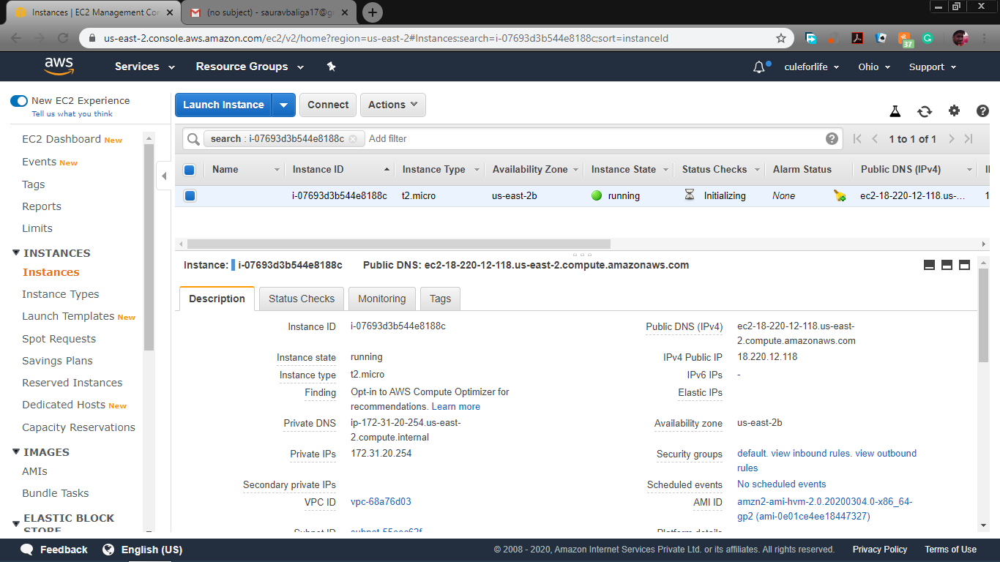 Instances | EC2 Management Con
(no subject) - sauravbaliga17@g
us-east-2.console.aws.amazon.com/ec2/v2/home?region=us-east-2#Instances:search=i-07693d3b544e8188c;sort=instanceId
37
aws Services Resource Groups culeforlife Ohio Support
New EC2 Experience
Tell us what you think
EC2 Dashboard New
Events New
Tags
Reports
Limits
INSTANCES
Instances
Instance Types
Launch Templates New
Spot Requests
Savings Plans
Reserved Instances
Dedicated Hosts New
Capacity Reservations
IMAGES
AMIs
Bundle Tasks
ELASTIC BLOCK
STORE
Launch Instance Connect Actions
search : i-07693d3b544e8188c Add filter 1 to 1 of 1
Name Instance ID Instance Type Availability Zone Instance State Status Checks Alarm Status Public DNS (IPv4)
i-07693d3b544e8188c t2.micro us-east-2b running Initializing None ec2-18-220-12-118.us-... 1
Instance: i-07693d3b544e8188c Public DNS: ec2-18-220-12-118.us-east-2.compute.amazonaws.com
Description Status Checks Monitoring Tags
Instance ID i-07693d3b544e8188c
Instance state running
Instance type t2.micro
Finding Opt-in to AWS Compute Optimizer for
recommendations. Learn more
Private DNS ip-172-31-20-254.us-east-
2.compute.internal
Private IPs 172.31.20.254
Secondary private IPs
VPC ID vpc-68a76d03
Subnet ID
Public DNS (IPv4) ec2-18-220-12-118.us-east-
2.compute.amazonaws.com
IPv4 Public IP 18.220.12.118
IPv6 IPs -
Elastic IPs
Availability zone us-east-2b
Security groups default. view inbound rules. view outbound
rules
Scheduled events No scheduled events
AMI ID amzn2-ami-hvm-2.0.20200304.0-x86_64-
gp2 (ami-0e01ce4ee18447327)
Platform details
Feedback English (US) © 2008 - 2020, Amazon Internet Services Private Ltd. or its affiliates. All rights reserved. Privacy Policy Terms of Use